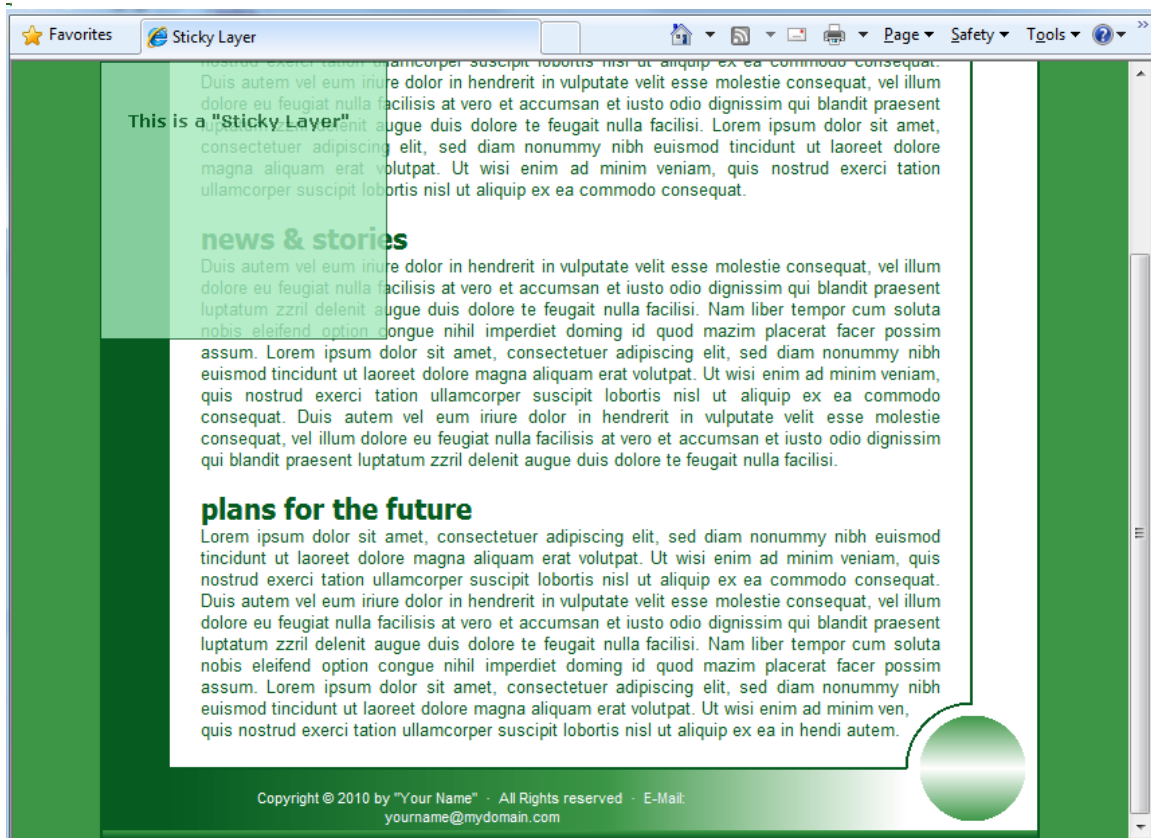 Favorites
Sticky Layer
Page
Safety
Tools
nostrud exerci tation ullamcorper suscipit lobortis nisl ut aliquip ex ea commodo consequat.
Duis autem vel eum iriure dolor in hendrerit in vulputate velit esse molestie consequat, vel illum
dolore eu feugiat nulla facilisis at vero et accumsan et iusto odio dignissim qui blandit praesent
This is a "Sticky Layer"
luptatum zzril delenit augue duis dolore te feugait nulla facilisi. Lorem ipsum dolor sit amet,
consectetuer adipiscing elit, sed diam nonummy nibh euismod tincidunt ut laoreet dolore
magna aliquam erat volutpat. Ut wisi enim ad minim veniam, quis nostrud exerci tation
ullamcorper suscipit lobortis nisl ut aliquip ex ea commodo consequat.
news & stories
Duis autem vel eum iriure dolor in hendrerit in vulputate velit esse molestie consequat, vel illum
dolore eu feugiat nulla facilisis at vero et accumsan et iusto odio dignissim qui blandit praesent
luptatum zzril delenit augue duis dolore te feugait nulla facilisi. Nam liber tempor cum soluta
nobis eleifend option congue nihil imperdiet doming id quod mazim placerat facer possim
assum. Lorem ipsum dolor sit amet, consectetuer adipiscing elit, sed diam nonummy nibh
euismod tincidunt ut laoreet dolore magna aliquam erat volutpat. Ut wisi enim ad minim veniam,
quis nostrud exerci tation ullamcorper suscipit lobortis nisl ut aliquip ex ea commodo
consequat. Duis autem vel eum iriure dolor in hendrerit in vulputate velit esse molestie
consequat, vel illum dolore eu feugiat nulla facilisis at vero et accumsan et iusto odio dignissim
qui blandit praesent luptatum zzril delenit augue duis dolore te feugait nulla facilisi.
plans for the future
Lorem ipsum dolor sit amet, consectetuer adipiscing elit, sed diam nonummy nibh euismod
tincidunt ut laoreet dolore magna aliquam erat volutpat. Ut wisi enim ad minim veniam, quis
nostrud exerci tation ullamcorper suscipit lobortis nisl ut aliquip ex ea commodo consequat.
Duis autem vel eum iriure dolor in hendrerit in vulputate velit esse molestie consequat, vel illum
dolore eu feugiat nulla facilisis at vero et accumsan et iusto odio dignissim qui blandit praesent
luptatum zzril delenit augue duis dolore te feugait nulla facilisi. Nam liber tempor cum soluta
nobis eleifend option congue nihil imperdiet doming id quod mazim placerat facer possim
assum. Lorem ipsum dolor sit amet, consectetuer adipiscing elit, sed diam nonummy nibh
euismod tincidunt ut laoreet dolore magna aliquam erat volutpat. Ut wisi enim ad minim ven,
quis nostrud exerci tation ullamcorper suscipit lobortis nisl ut aliquip ex ea in hendi autem.
Copyright © 2010 by "Your Name" · All Rights reserved · E-Mail:
yourname@mydomain.com